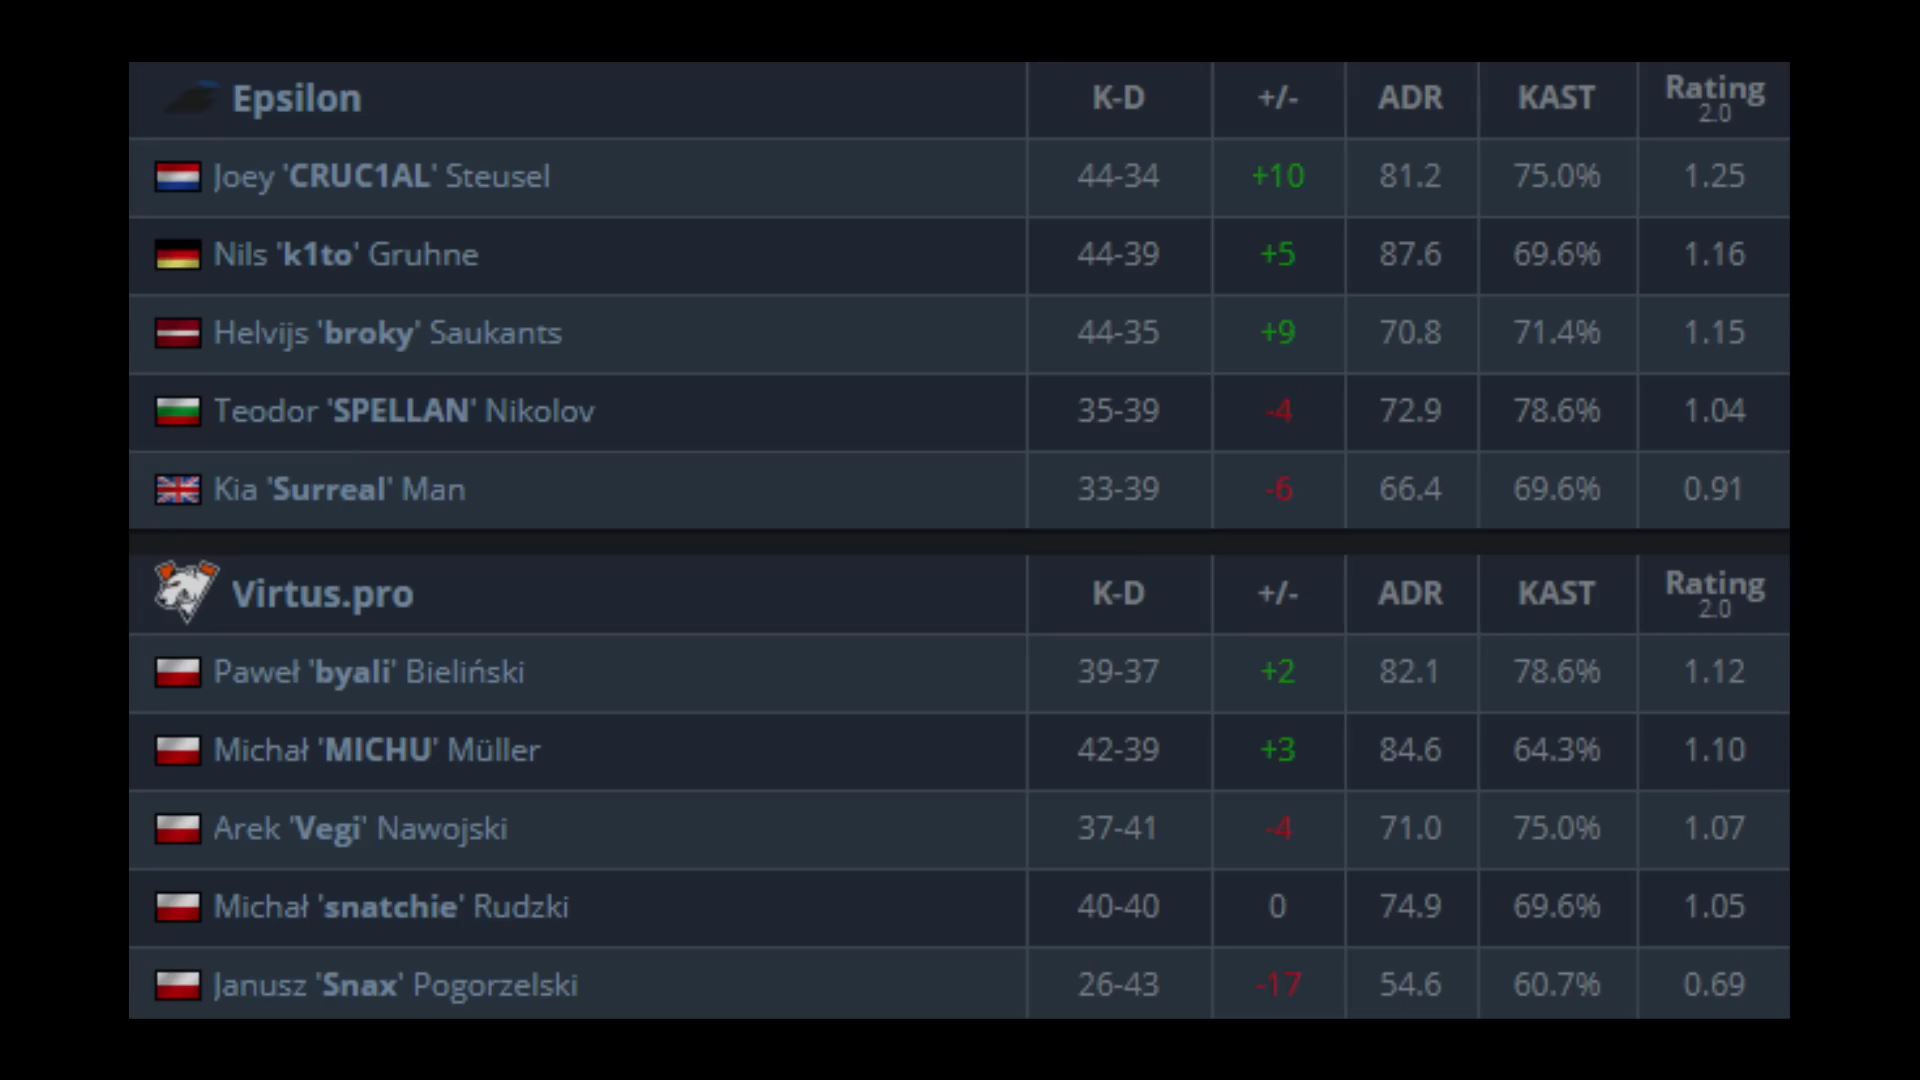 Epsilon K-D +/- ADR KAST Rating 2.0
Joey 'CRUC1AL' Steusel 44-34 +10 81.2 75.0% 1.25
Nils 'k1to' Gruhne 44-39 +5 87.6 69.6% 1.16
Helvijs 'broky' Saukants 44-35 +9 70.8 71.4% 1.15
Teodor 'SPELLAN' Nikolov 35-39 -4 72.9 78.6% 1.04
Kia 'Surreal' Man 33-39 -6 66.4 69.6% 0.91
Virtus.pro K-D +/- ADR KAST Rating 2.0
Paweł 'byali' Bieliński 39-37 +2 82.1 78.6% 1.12
Michał 'MICHU' Müller 42-39 +3 84.6 64.3% 1.10
Arek 'Vegi' Nawojski 37-41 -4 71.0 75.0% 1.07
Michał 'snatchie' Rudzki 40-40 0 74.9 69.6% 1.05
Janusz 'Snax' Pogorzelski 26-43 -17 54.6 60.7% 0.69